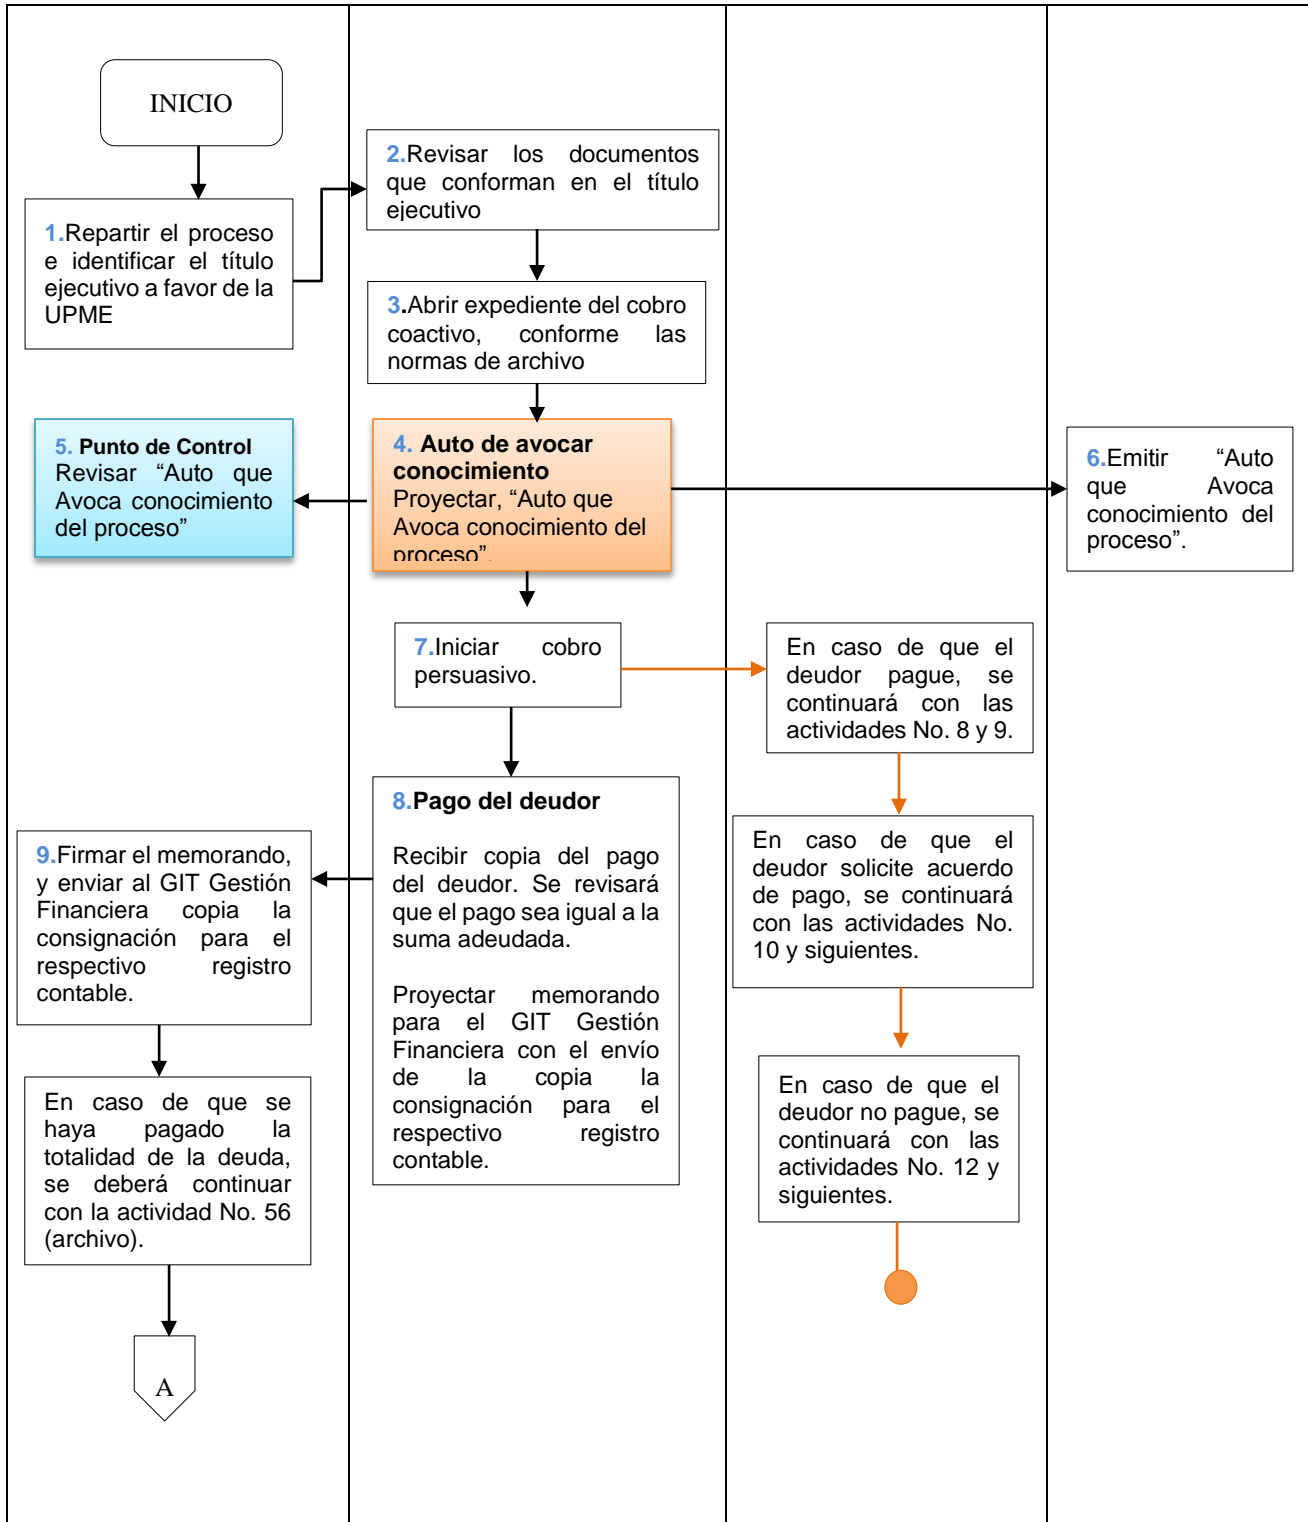 INICIO
1.Repartir el proceso
e identificar el título
ejecutivo a favor de la
UPME
2.Revisar los documentos
que conforman en el título
ejecutivo
3.Abrir expediente del cobro
coactivo, conforme las
normas de archivo
4. Auto de avocar
conocimiento
Proyectar, “Auto que
Avoca conocimiento del
proceso”.
5. Punto de Control
Revisar “Auto que
Avoca conocimiento
del proceso”
6.Emitir “Auto
que Avoca
conocimiento del
proceso”.
7.Iniciar cobro
persuasivo.
En caso de que el
deudor pague, se
continuará con las
actividades No. 8 y 9.
8.Pago del deudor
Recibir copia del pago
del deudor. Se revisará
que el pago sea igual a la
suma adeudada.
Proyectar memorando
para el GIT Gestión
Financiera con el envío
de la copia la
consignación para el
respectivo registro
contable.
9.Firmar el memorando,
y enviar al GIT Gestión
Financiera copia la
consignación para el
respectivo registro
contable.
En caso de que el
deudor solicite acuerdo
de pago, se continuará
con las actividades No.
10 y siguientes.
En caso de que el
deudor no pague, se
continuará con las
actividades No. 12 y
siguientes.
En caso de que se
haya pagado la
totalidad de la deuda,
se deberá continuar
con la actividad No. 56
(archivo).
A